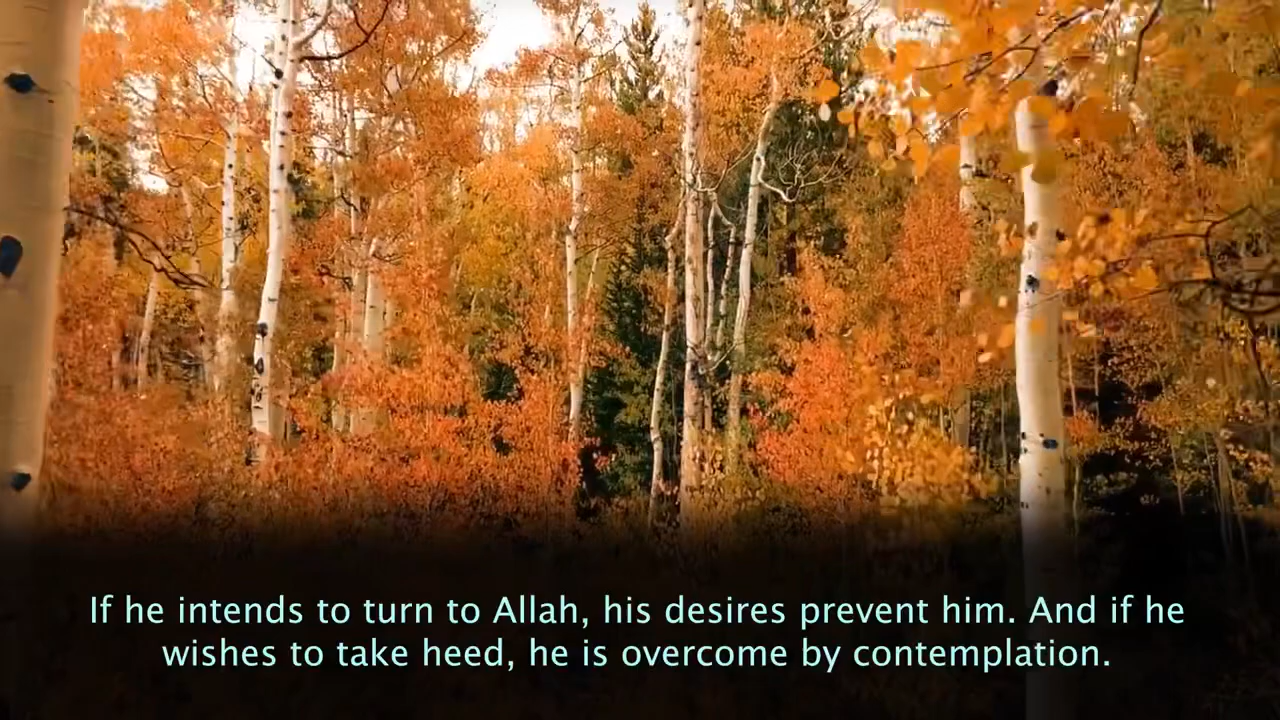 If he intends to turn to Allah, his desires prevent him. And if he
wishes to take heed, he is overcome by contemplation.